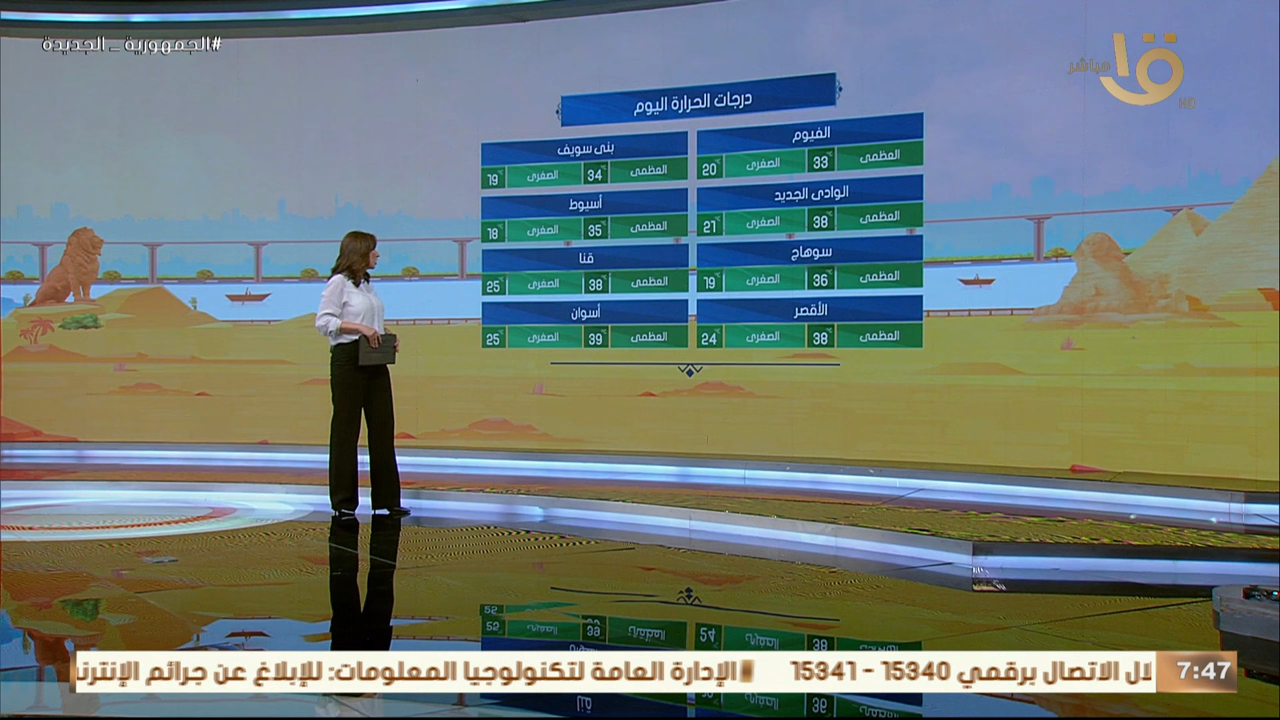 #الجمهورية_الجديدة
مباشر
HD
درجات الحرارة اليوم
الفيوم
العظمى 33° الصغرى 20°
بنى سويف
العظمى 34° الصغرى 19°
الوادى الجديد
العظمى 38° الصغرى 21°
أسيوط
العظمى 35° الصغرى 18°
سوهاج
العظمى 36° الصغرى 19°
قنا
العظمى 38° الصغرى 25°
الأقصر
العظمى 38° الصغرى 24°
أسوان
العظمى 39° الصغرى 25°
7:47
لال الاتصال برقمي 15340 - 15341 الإدارة العامة لتكنولوجيا المعلومات: للإبلاغ عن جرائم الإنترن